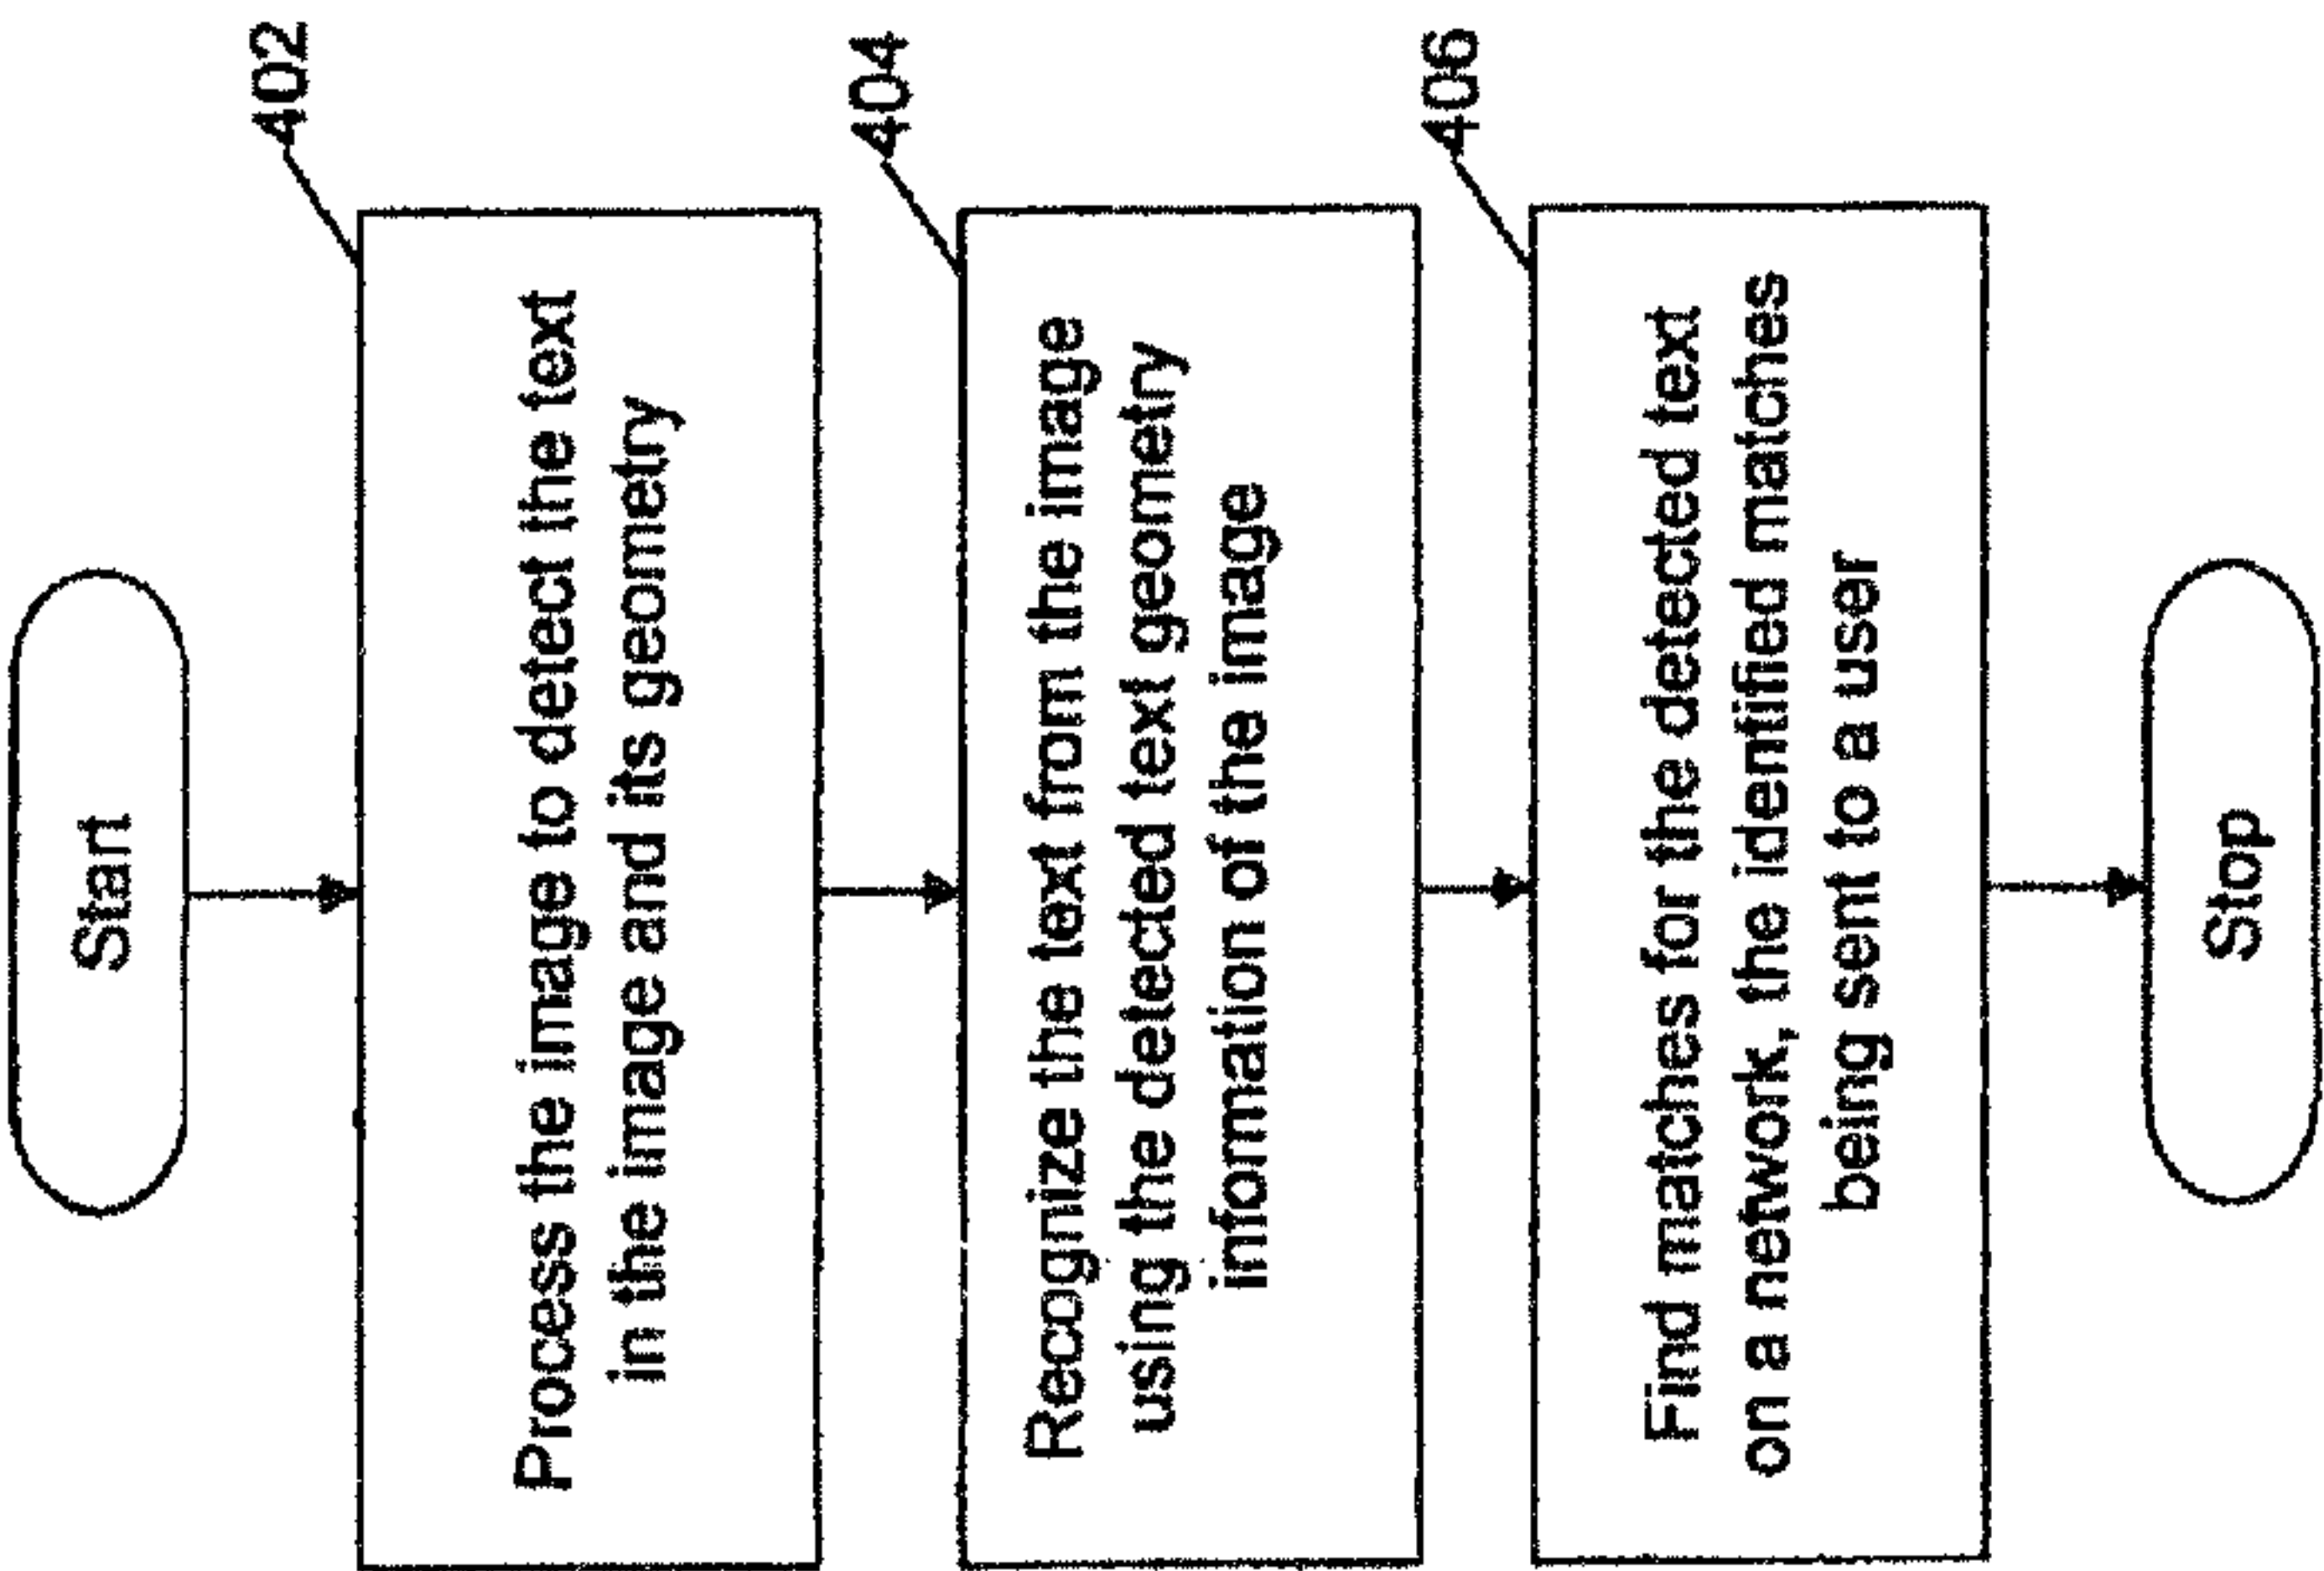 Start
402
Process the image to detect the text
in the image and its geometry
404
Recognize the text from the image
using the detected text geometry
information of the image
406
Find matches for the detected text
on a network, the identified matches
being sent to a user
Stop